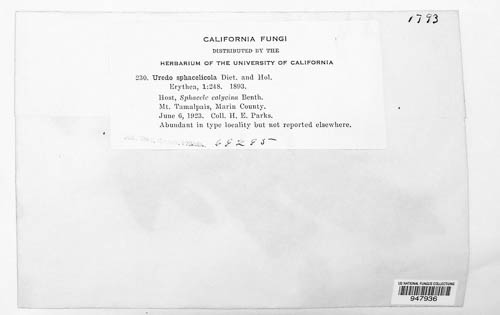 1793
CALIFORNIA FUNGI
DISTRIBUTED BY THE
HERBARIUM OF THE UNIVERSITY OF CALIFORNIA
230. Uredo sphacelicola Diet. and Hol.
Erythea, 1:248. 1893.
Host, Sphacele calycina Benth.
Mt. Tamalpais, Marin County.
June 6, 1923. Coll. H. E. Parks.
Abundant in type locality but not reported elsewhere.
69295
US NATIONAL FUNGUS COLLECTIONS
947936